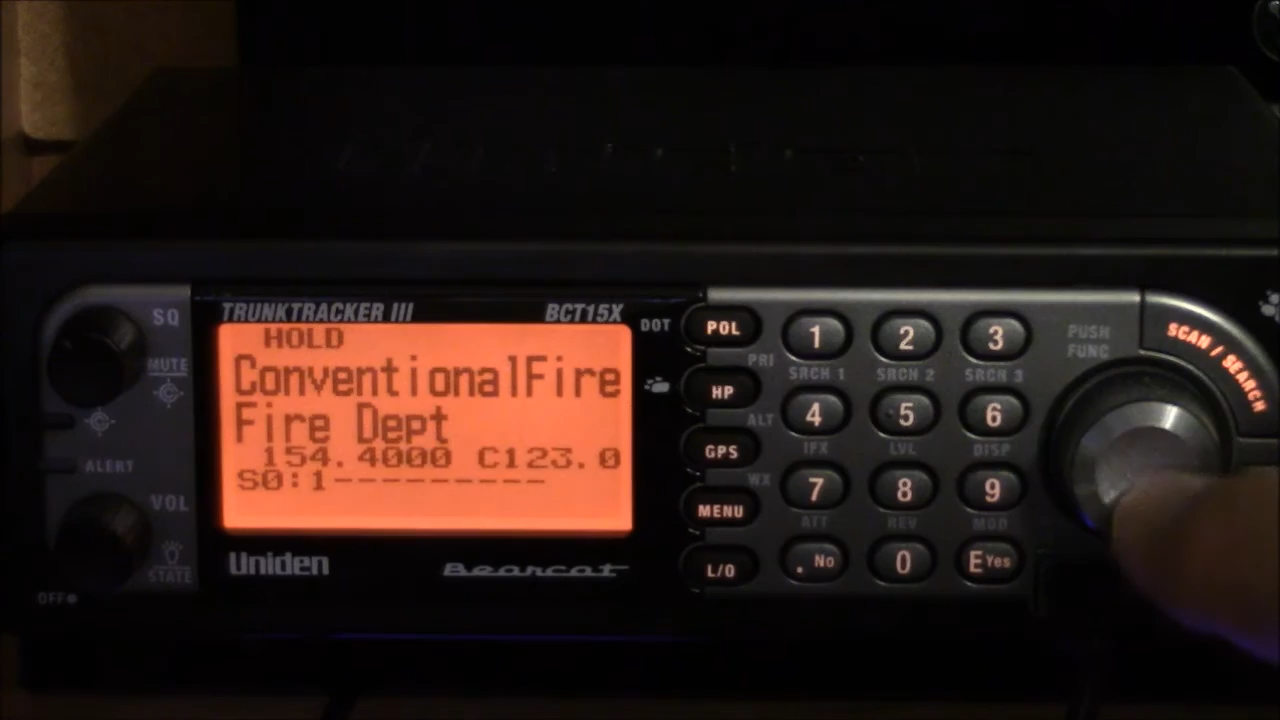 SQ
MUTE
ALERT
VOL
STATE
OFF
TRUNKTRACKER III BCT15X
HOLD
ConventionalFire
Fire Dept
154.4000 C123.0
S0:1---------
Uniden Bearcat
DOT
POL
PRI
HP
ALT
GPS
WX
MENU
L/O
1 2 3
SRCH 1 SRCH 2 SRCH 3
4 5 6
IFX LVL DISP
7 8 9
ATT REV MOD
. No 0 E Yes
PUSH
FUNC
SCAN / SEARCH